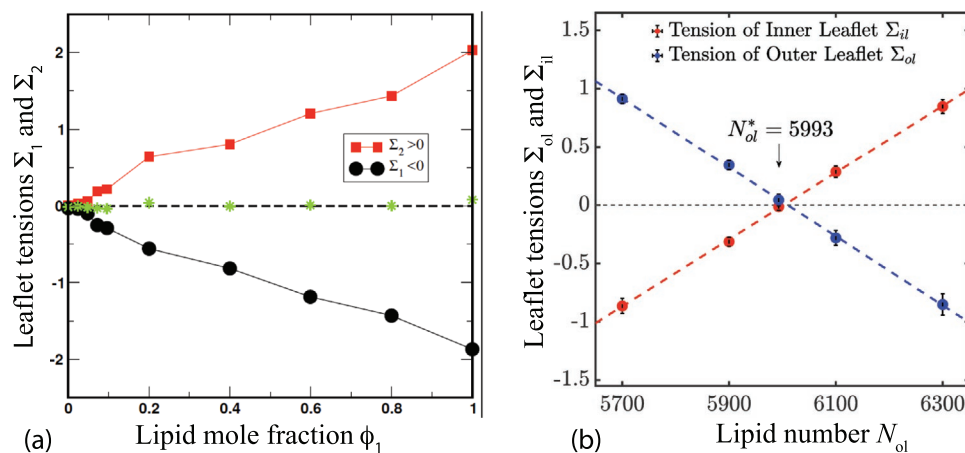 Leaflet tensions Σ₁ and Σ₂
2
1
0
-1
-2
Σ₂ >0
Σ₁ <0
0 0.2 0.4 0.6 0.8 1
(a) Lipid mole fraction ϕ₁
Leaflet tensions Σₒₗ and Σᵢₗ
1.5
1
0.5
0
-0.5
-1
-1.5
Tension of Inner Leaflet Σᵢₗ
Tension of Outer Leaflet Σₒₗ
N*ₒₗ = 5993
5700 5900 6100 6300
(b) Lipid number Nₒₗ